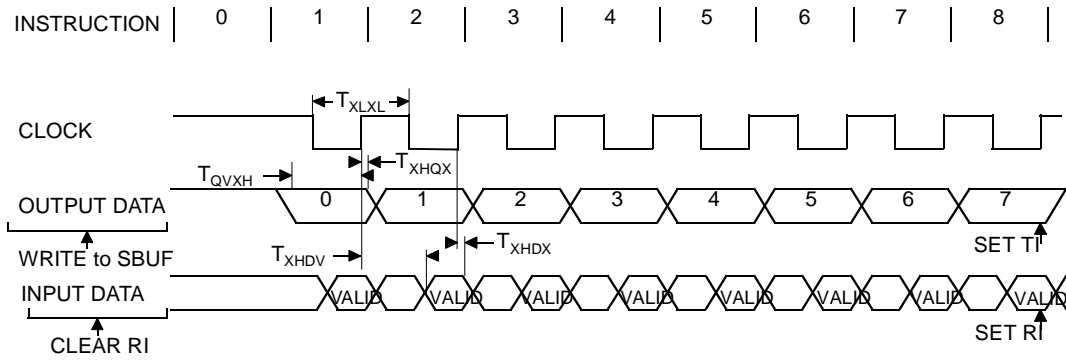 INSTRUCTION 0 1 2 3 4 5 6 7 8
T_XLXL
CLOCK
T_XHQX
T_QVXH
OUTPUT DATA 0 1 2 3 4 5 6 7
WRITE to SBUF T_XHDV T_XHDX SET TI
INPUT DATA VALID VALID VALID VALID VALID VALID VALID VALID
CLEAR RI SET RI